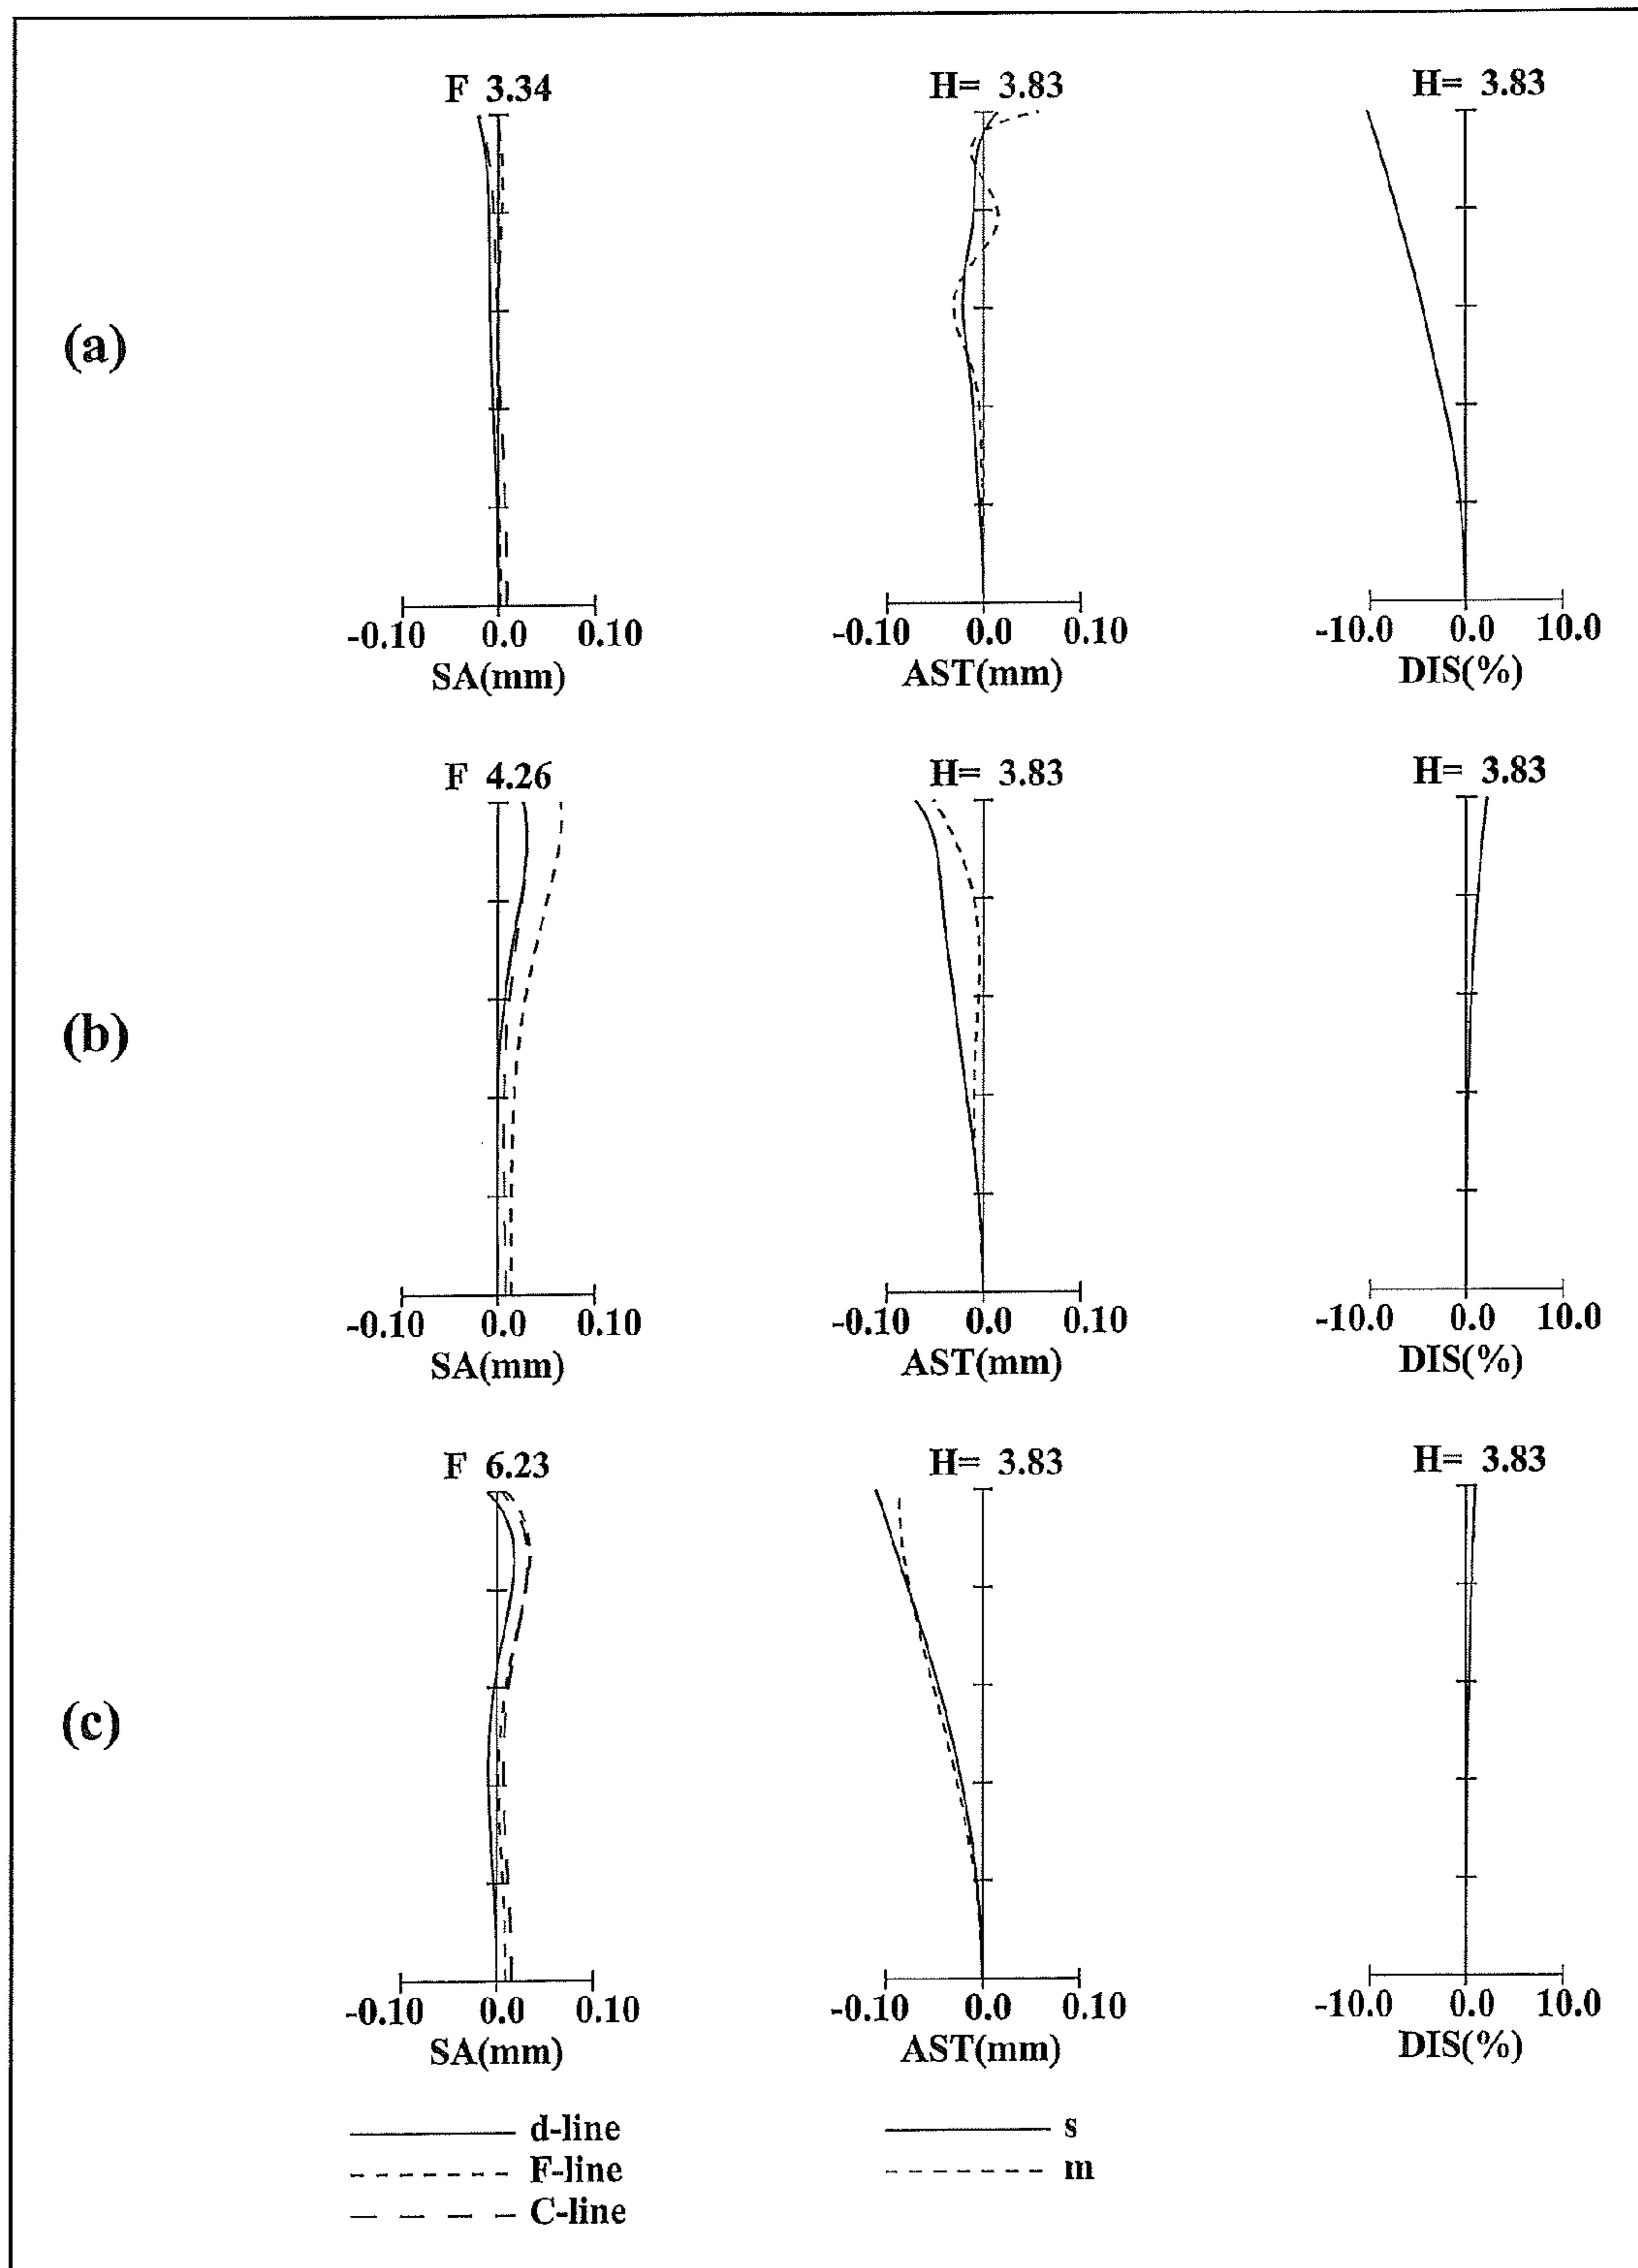 F 3.34 H= 3.83 H= 3.83
(a)
-0.10 0.0 0.10 -0.10 0.0 0.10 -10.0 0.0 10.0
SA(mm) AST(mm) DIS(%)
F 4.26 H= 3.83 H= 3.83
(b)
-0.10 0.0 0.10 -0.10 0.0 0.10 -10.0 0.0 10.0
SA(mm) AST(mm) DIS(%)
F 6.23 H= 3.83 H= 3.83
(c)
-0.10 0.0 0.10 -0.10 0.0 0.10 -10.0 0.0 10.0
SA(mm) AST(mm) DIS(%)
d-line s
F-line m
C-line